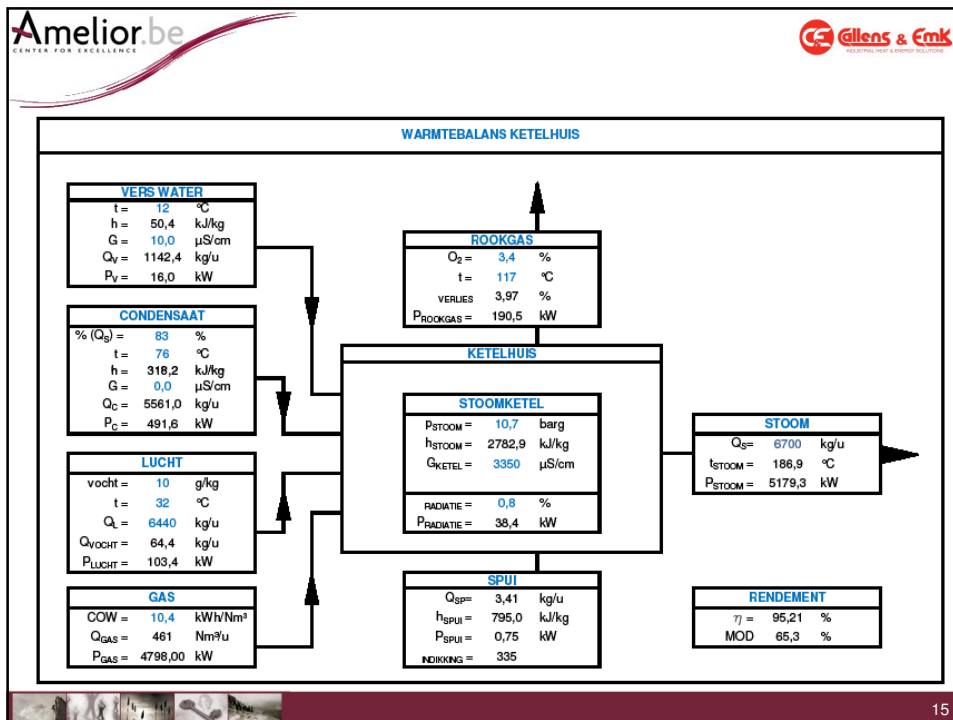 Amelior.be
CENTER FOR EXCELLENCE
Callens & Emk
INDUSTRIAL HEAT & ENERGY SOLUTIONS
WARMTEBALANS KETELHUIS
VERS WATER
t = 12 °C
h = 50,4 kJ/kg
G = 10,0 µS/cm
QV = 1142,4 kg/u
PV = 16,0 kW
CONDENSAAT
% (QS) = 83 %
t = 76 °C
h = 318,2 kJ/kg
G = 0,0 µS/cm
QC = 5561,0 kg/u
PC = 491,6 kW
LUCHT
vocht = 10 g/kg
t = 32 °C
QL = 6440 kg/u
QVOCHT = 64,4 kg/u
PLUCHT = 103,4 kW
GAS
COW = 10,4 kWh/Nm³
QGAS = 461 Nm³/u
PGAS = 4798,00 kW
ROOKGAS
O2 = 3,4 %
t = 117 °C
VERLIES 3,97 %
PROOKGAS = 190,5 kW
KETELHUIS
STOOMKETEL
pSTOOM = 10,7 barg
hSTOOM = 2782,9 kJ/kg
GKETEL = 3350 µS/cm
RADIATIE = 0,8 %
PRADIATIE = 38,4 kW
SPUI
QSP= 3,41 kg/u
hSPUI = 795,0 kJ/kg
PSPUI = 0,75 kW
INDIKKING = 335
STOOM
QS= 6700 kg/u
tSTOOM = 186,9 °C
PSTOOM = 5179,3 kW
RENDEMENT
η = 95,21 %
MOD 65,3 %
15